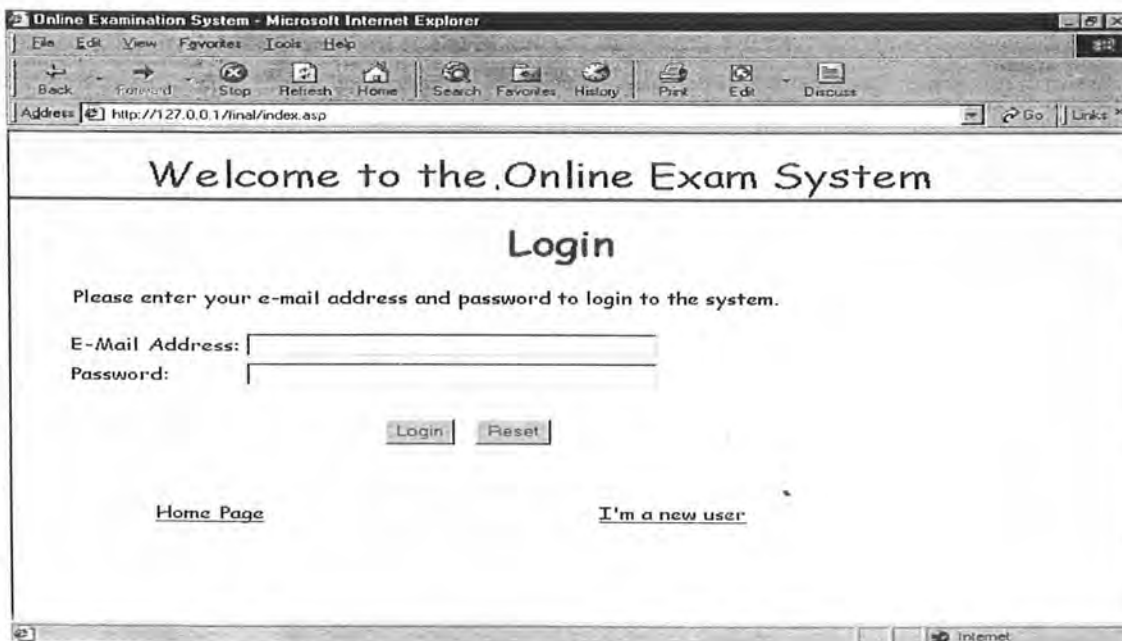 Online Examination System - Microsoft Internet Explorer
File Edit View Favorites Tools Help
Back Forward Stop Refresh Home Search Favorites History Print Edit Discuss
Address http://127.0.0.1/final/index.asp Go Links »
Welcome to the Online Exam System
Login
Please enter your e-mail address and password to login to the system.
E-Mail Address:
Password:
Login Reset
Home Page I'm a new user
Internet